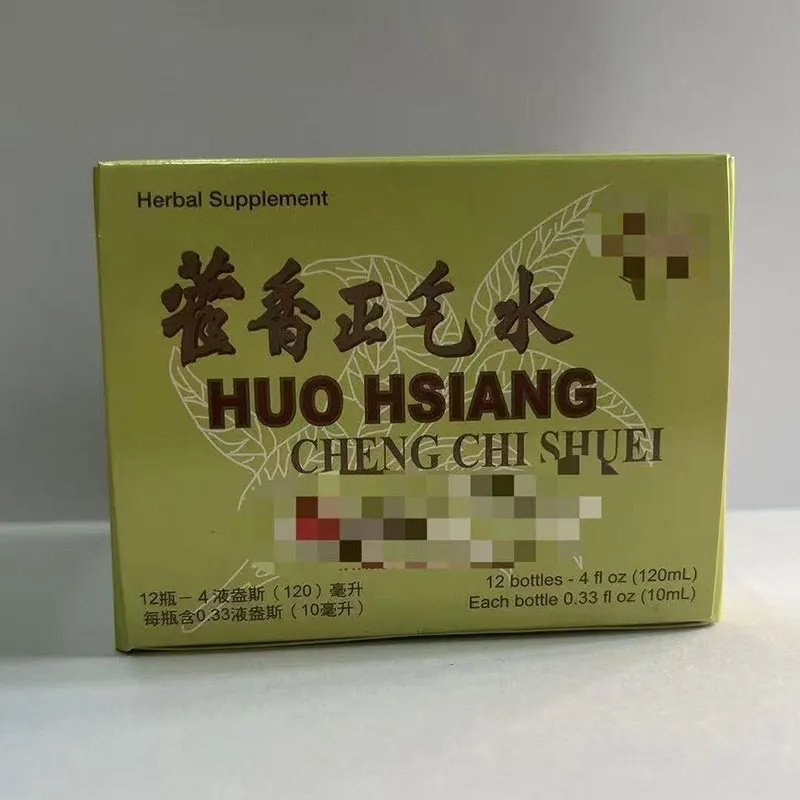 Herbal Supplement
藿香正气水
HUO HSIANG
CHENG CHI SHUEI
12瓶－4液盎斯（120）毫升
每瓶含0.33液盎斯（10毫升）
12 bottles - 4 fl oz (120mL)
Each bottle 0.33 fl oz (10mL)